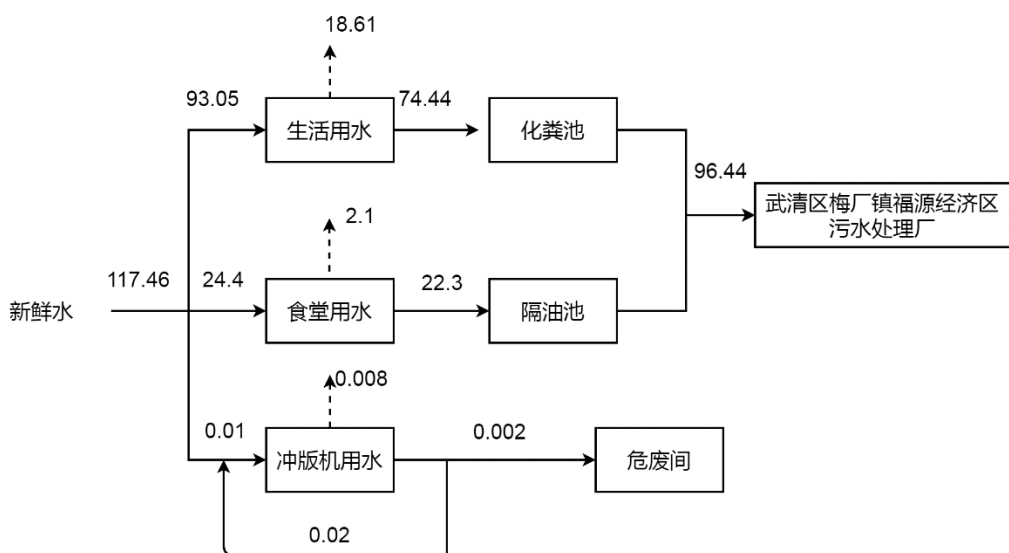 18.61
93.05
74.44
生活用水
化粪池
96.44
武清区梅厂镇福源经济区
污水处理厂
2.1
117.46
24.4
22.3
新鲜水
食堂用水
隔油池
0.008
0.01
0.002
冲版机用水
危废间
0.02